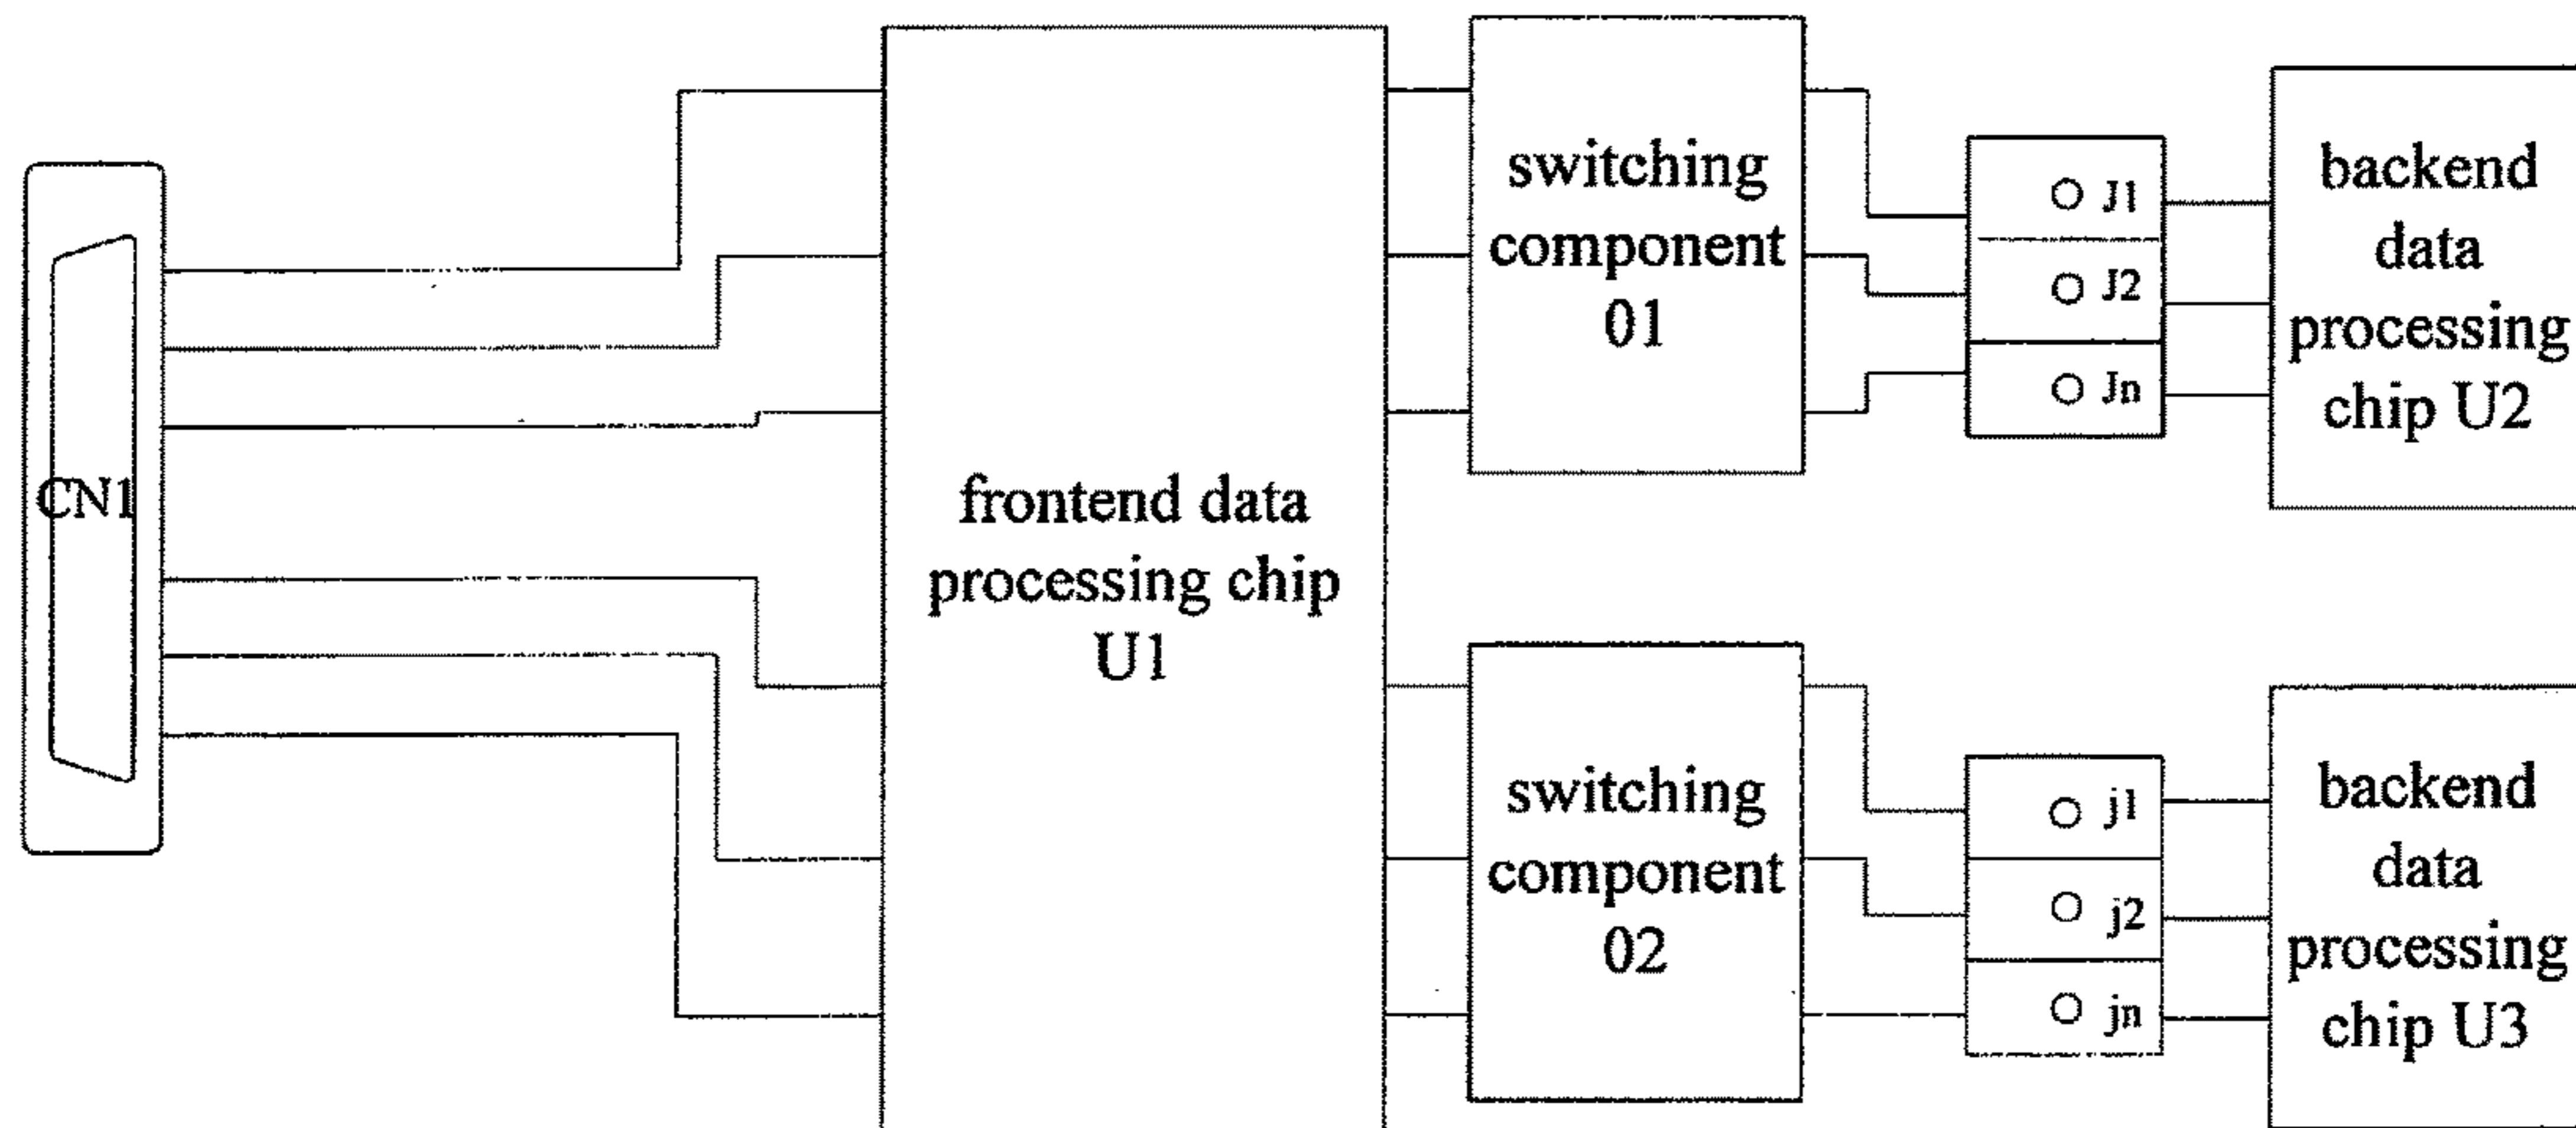 CN1
frontend data
processing chip
U1
switching
component
01
J1
J2
Jn
backend
data
processing
chip U2
switching
component
02
j1
j2
jn
backend
data
processing
chip U3